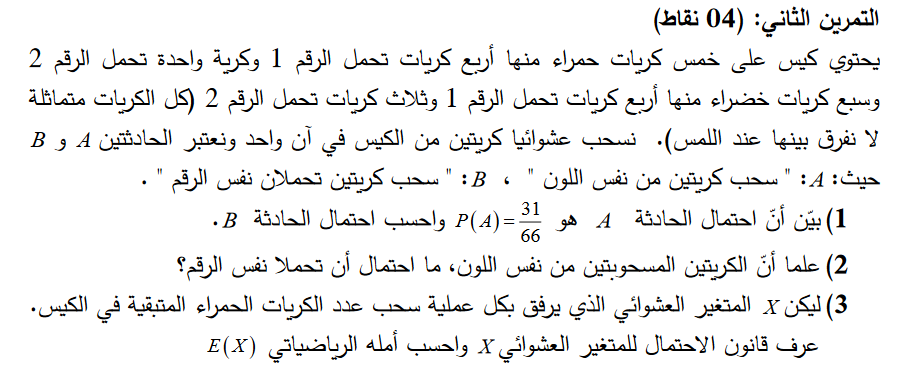 التمرين الثاني: (04 نقاط)
يحتوي كيس على خمس كريات حمراء منها أربع كريات تحمل الرقم 1 وكرية واحدة تحمل الرقم 2
وسبع كريات خضراء منها أربع كريات تحمل الرقم 1 وثلاث كريات تحمل الرقم 2 (كل الكريات متماثلة
لا نفرق بينها عند اللمس). نسحب عشوائيا كريتين من الكيس في آن واحد ونعتبر الحادثتين A و B
حيث: A: " سحب كريتين من نفس اللون " ، B: " سحب كريتين تحملان نفس الرقم " .
1) بيّن أنّ احتمال الحادثة A هو P(A)=31/66 واحسب احتمال الحادثة B.
2) علما أنّ الكريتين المسحوبتين من نفس اللون، ما احتمال أن تحملا نفس الرقم؟
3) ليكن X المتغير العشوائي الذي يرفق بكل عملية سحب عدد الكريات الحمراء المتبقية في الكيس.
عرف قانون الاحتمال للمتغير العشوائي X واحسب أمله الرياضياتي E(X)